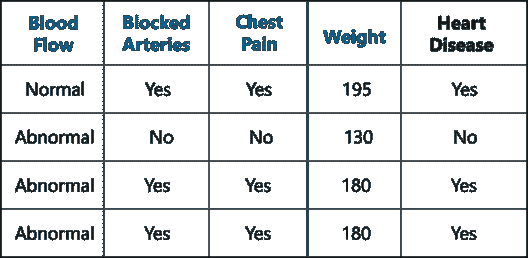 Blood Flow Blocked Arteries Chest Pain Weight Heart Disease
Normal Yes Yes 195 Yes
Abnormal No No 130 No
Abnormal Yes Yes 180 Yes
Abnormal Yes Yes 180 Yes